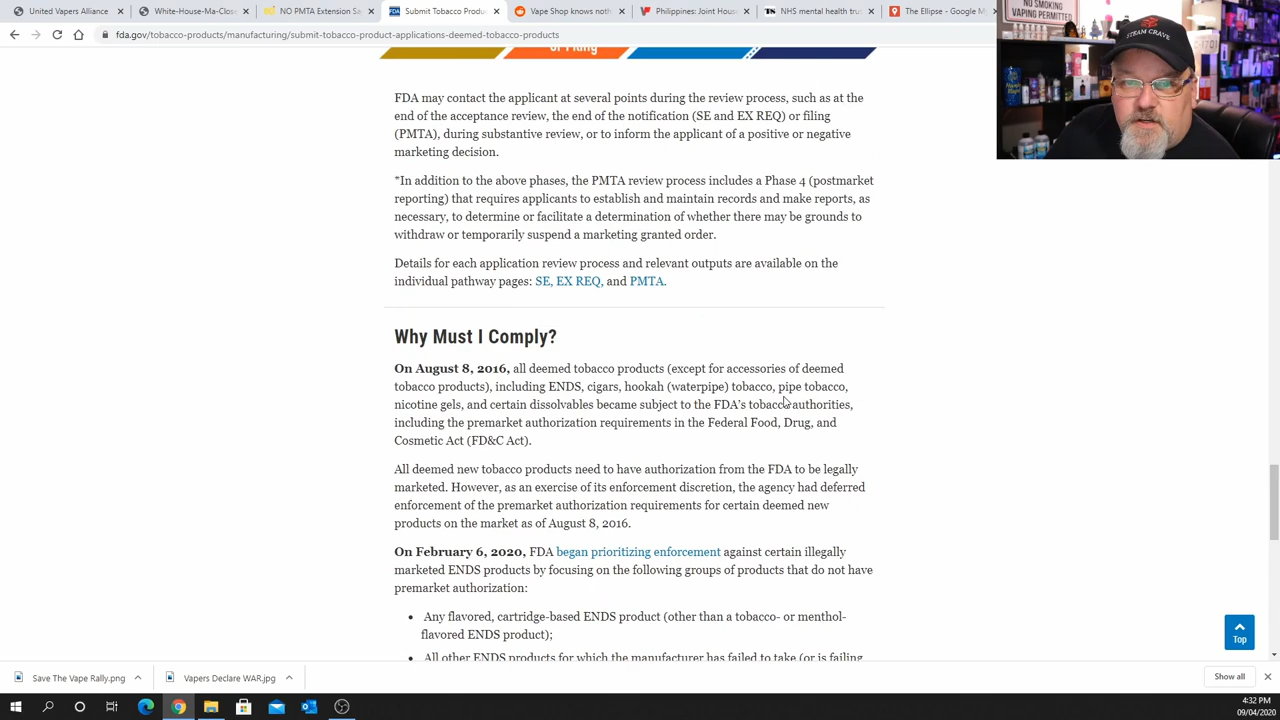 United Vapers Alliance
White-House-Ma-Close
NO PMTA Extension Sa
Submit Tobacco Produc
Vape Shop knows noth
Philippines: Joint House
NHS mental health trus
The Ellipse - Google M
fda.gov/tobacco-products/manufacturing/submit-tobacco-product-applications-deemed-tobacco-products
NO SMOKING
VAPING PERMITTED
STEAM CRAVE
of Filing
FDA may contact the applicant at several points during the review process, such as at the
end of the acceptance review, the end of the notification (SE and EX REQ) or filing
(PMTA), during substantive review, or to inform the applicant of a positive or negative
marketing decision.
*In addition to the above phases, the PMTA review process includes a Phase 4 (postmarket
reporting) that requires applicants to establish and maintain records and make reports, as
necessary, to determine or facilitate a determination of whether there may be grounds to
withdraw or temporarily suspend a marketing granted order.
Details for each application review process and relevant outputs are available on the
individual pathway pages: SE, EX REQ, and PMTA.
Why Must I Comply?
On August 8, 2016, all deemed tobacco products (except for accessories of deemed
tobacco products), including ENDS, cigars, hookah (waterpipe) tobacco, pipe tobacco,
nicotine gels, and certain dissolvables became subject to the FDA's tobacco authorities,
including the premarket authorization requirements in the Federal Food, Drug, and
Cosmetic Act (FD&C Act).
All deemed new tobacco products need to have authorization from the FDA to be legally
marketed. However, as an exercise of its enforcement discretion, the agency had deferred
enforcement of the premarket authorization requirements for certain deemed new
products on the market as of August 8, 2016.
On February 6, 2020, FDA began prioritizing enforcement against certain illegally
marketed ENDS products by focusing on the following groups of products that do not have
premarket authorization:
• Any flavored, cartridge-based ENDS product (other than a tobacco- or menthol-
flavored ENDS product);
• All other ENDS products for which the manufacturer has failed to take (or is failing
Top
Save The Vape Rally.png
Vapers Declare WAR.jpg
Show all
4:32 PM
09/04/2020